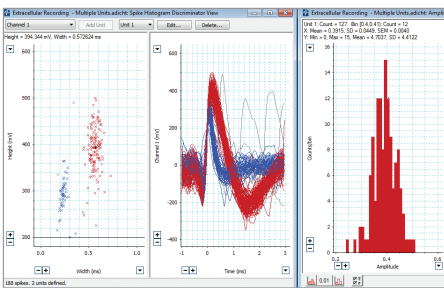 Extracellular Recording - Multiple Units.adicht: Spike Histogram Discriminator View
Channel 1
Add Unit
Unit 1
Edit...
Delete...
Height = 394.344 mV, Width = 0.572624 ms
600
500
400
300
200
Height (mV)
0.0
0.5
1.0
Width (ms)
188 spikes. 2 units defined.
600
400
200
0
-200
-400
Channel 1 (mV)
-1
0
1
2
3
Time (ms)
Extracellular Recording - Multiple Units.adicht: Ampli
Unit 1: Count = 127. Bin [0.4,0.41): Count = 12
X: Mean = 0.3915, SD = 0.0449, SEM = 0.0040
Y: Min = 0, Max = 15, Mean = 4.7037, SD = 4.4122
16
14
12
10
8
6
4
2
0
Counts/bin
0.2
0.4
0.6
Amplitude
0.01